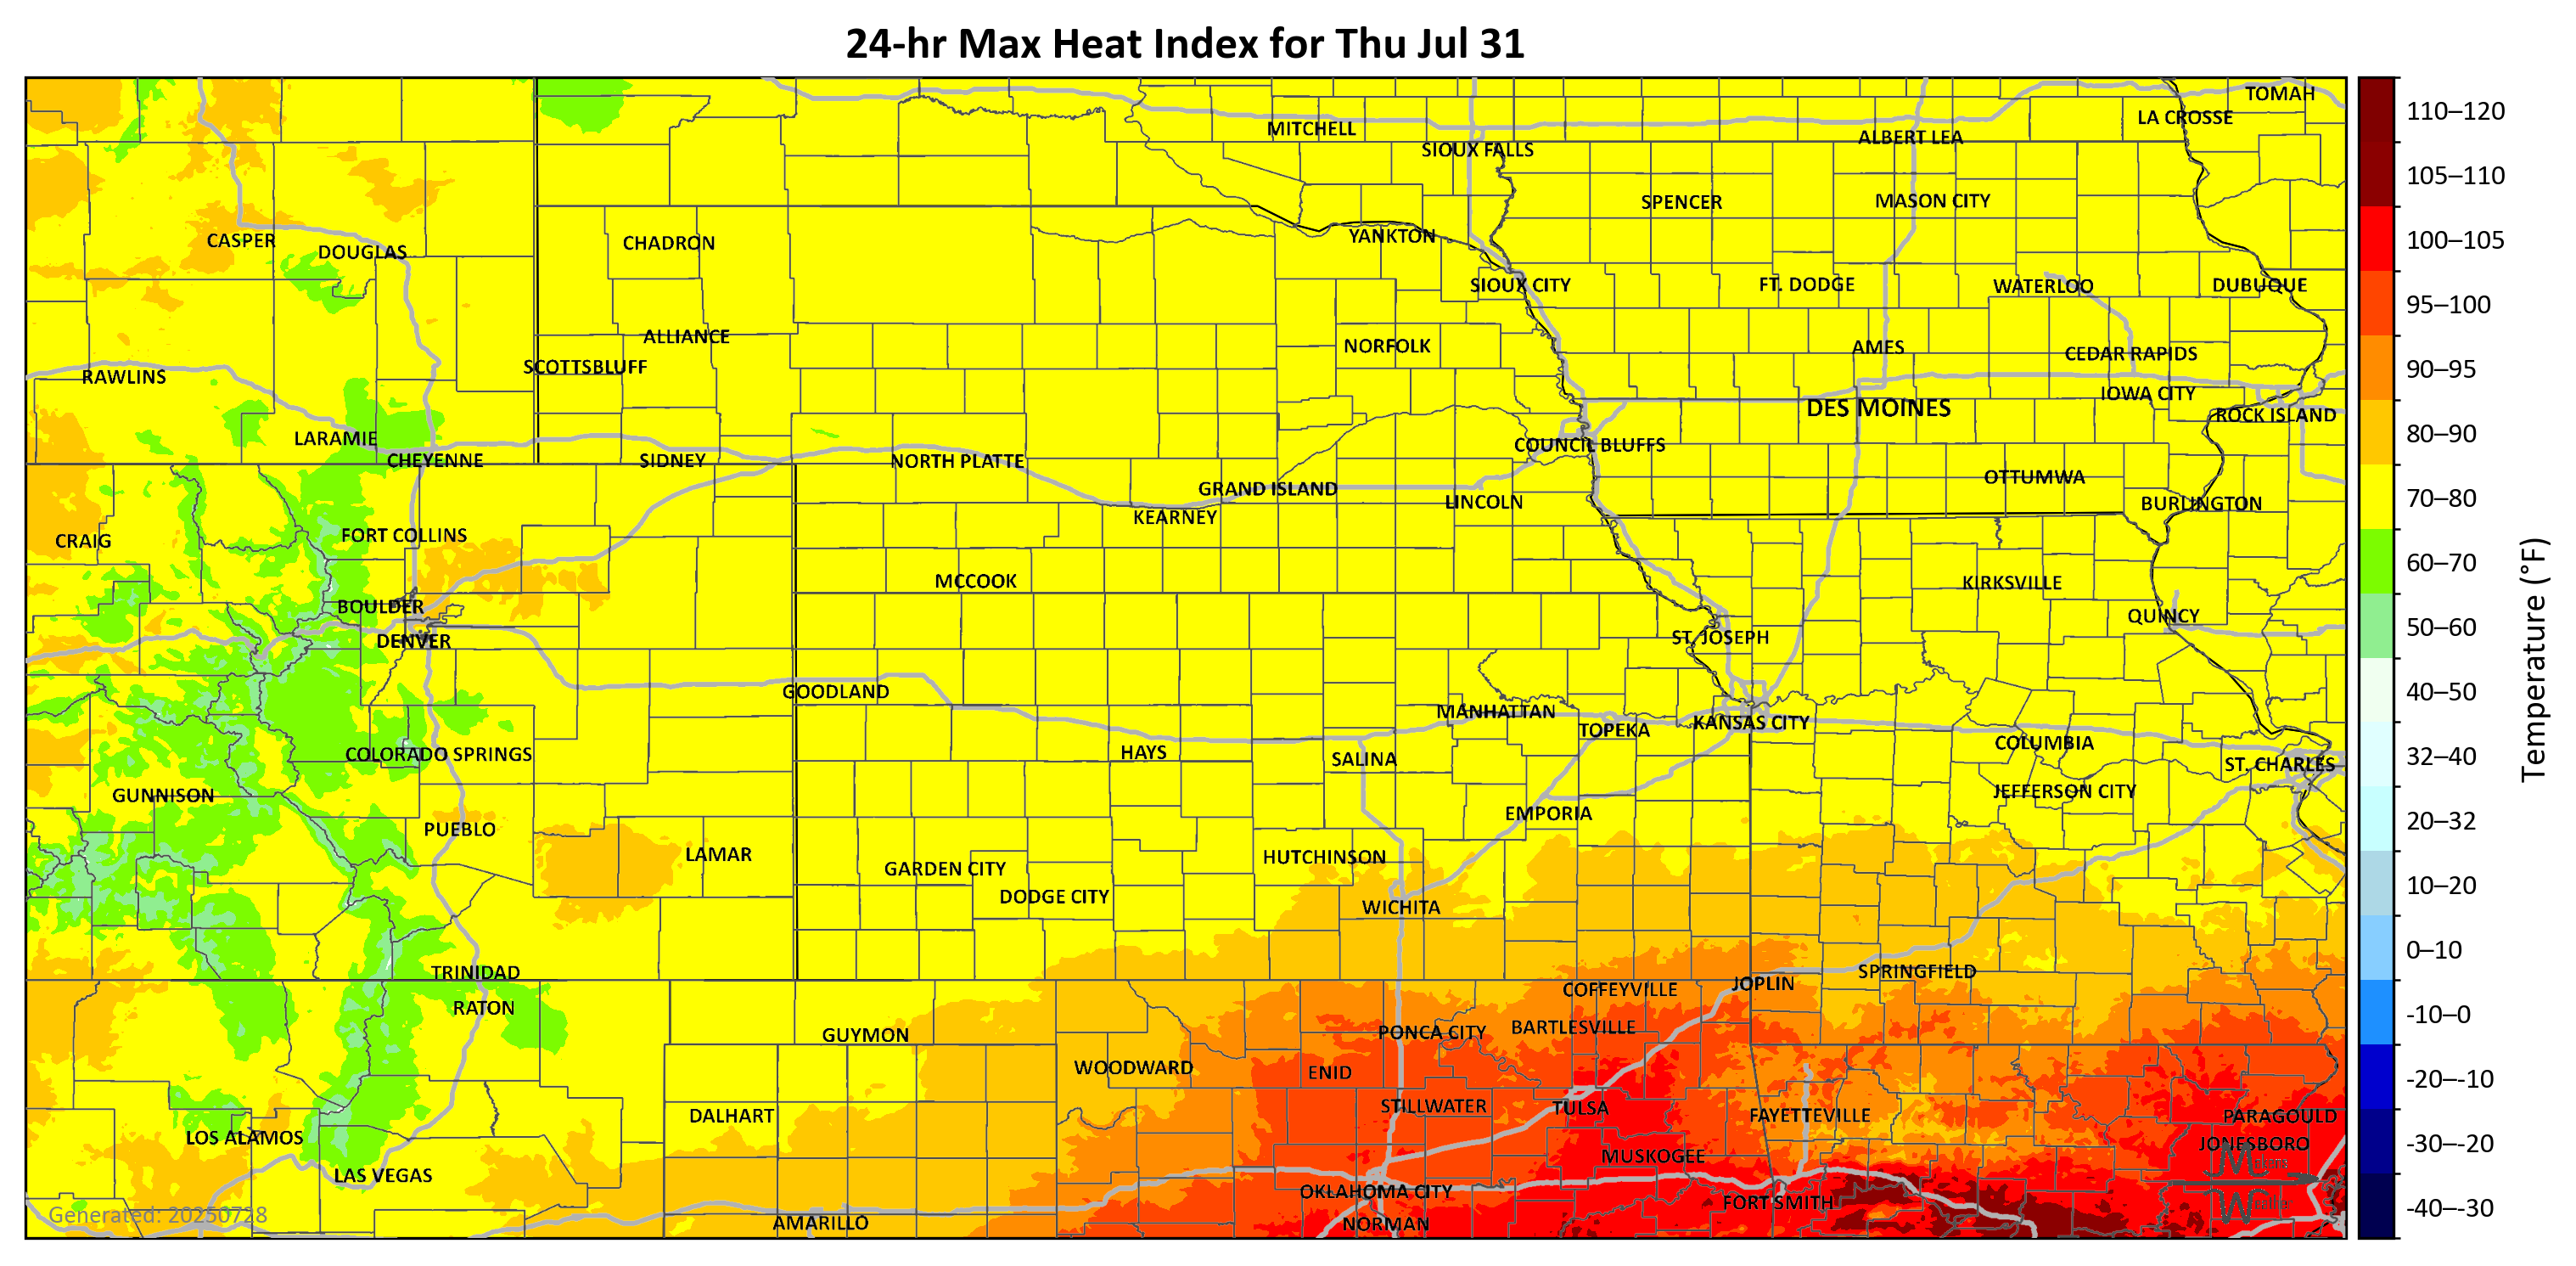 24-hr Max Heat Index for Thu Jul 31
TOMAH
LA CROSSE
MITCHELL
ALBERT LEA
SIOUX FALLS
SPENCER
MASON CITY
CASPER
DOUGLAS
CHADRON
YANKTON
SIOUX CITY
FT. DODGE
WATERLOO
DUBUQUE
ALLIANCE
NORFOLK
AMES
CEDAR RAPIDS
SCOTTSBLUFF
RAWLINS
IOWA CITY
DES MOINES
ROCK ISLAND
LARAMIE
COUNCIL BLUFFS
CHEYENNE
SIDNEY
NORTH PLATTE
OTTUMWA
GRAND ISLAND
LINCOLN
BURLINGTON
KEARNEY
FORT COLLINS
CRAIG
MCCOOK
KIRKSVILLE
BOULDER
QUINCY
DENVER
ST. JOSEPH
GOODLAND
MANHATTAN
KANSAS CITY
TOPEKA
COLUMBIA
HAYS
COLORADO SPRINGS
SALINA
ST. CHARLES
JEFFERSON CITY
GUNNISON
EMPORIA
PUEBLO
LAMAR
HUTCHINSON
GARDEN CITY
DODGE CITY
WICHITA
TRINIDAD
SPRINGFIELD
JOPLIN
COFFEYVILLE
RATON
BARTLESVILLE
PONCA CITY
GUYMON
WOODWARD
ENID
STILLWATER
TULSA
DALHART
FAYETTEVILLE
PARAGOULD
LOS ALAMOS
JONESBORO
MUSKOGEE
LAS VEGAS
OKLAHOMA CITY
FORT SMITH
AMARILLO
NORMAN
Generated: 20250728
110–120
105–110
100–105
95–100
90–95
80–90
70–80
60–70
50–60
40–50
32–40
20–32
10–20
0–10
-10–0
-20–-10
-30–-20
-40–-30
Temperature (°F)